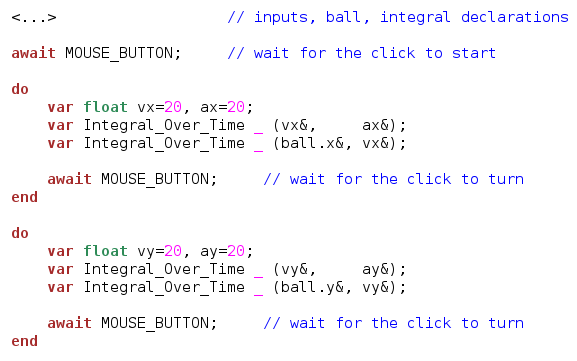 <...>                   // inputs, ball, integral declarations

await MOUSE_BUTTON;     // wait for the click to start

do
    var float vx=20, ax=20;
    var Integral_Over_Time _ (vx&,     ax&);
    var Integral_Over_Time _ (ball.x&, vx&);

    await MOUSE_BUTTON;     // wait for the click to turn
end

do
    var float vy=20, ay=20;
    var Integral_Over_Time _ (vy&,     ay&);
    var Integral_Over_Time _ (ball.y&, vy&);

    await MOUSE_BUTTON;     // wait for the click to turn
end